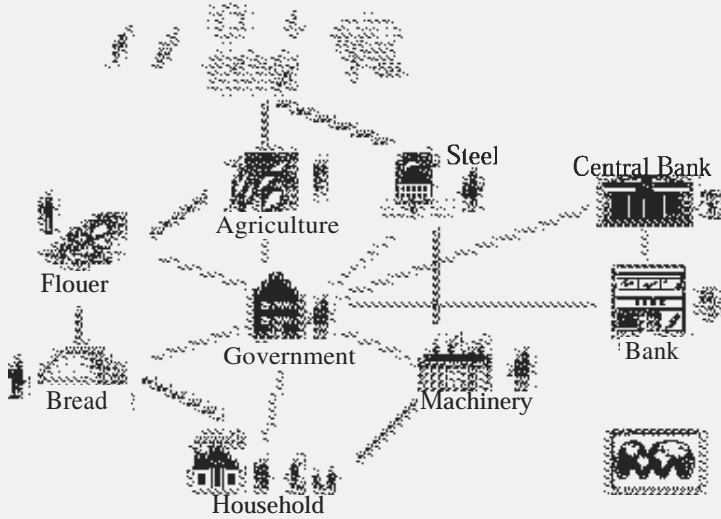 Steel
Central Bank
Agriculture
Flouer
Government
Bank
Bread
Machinery
Household